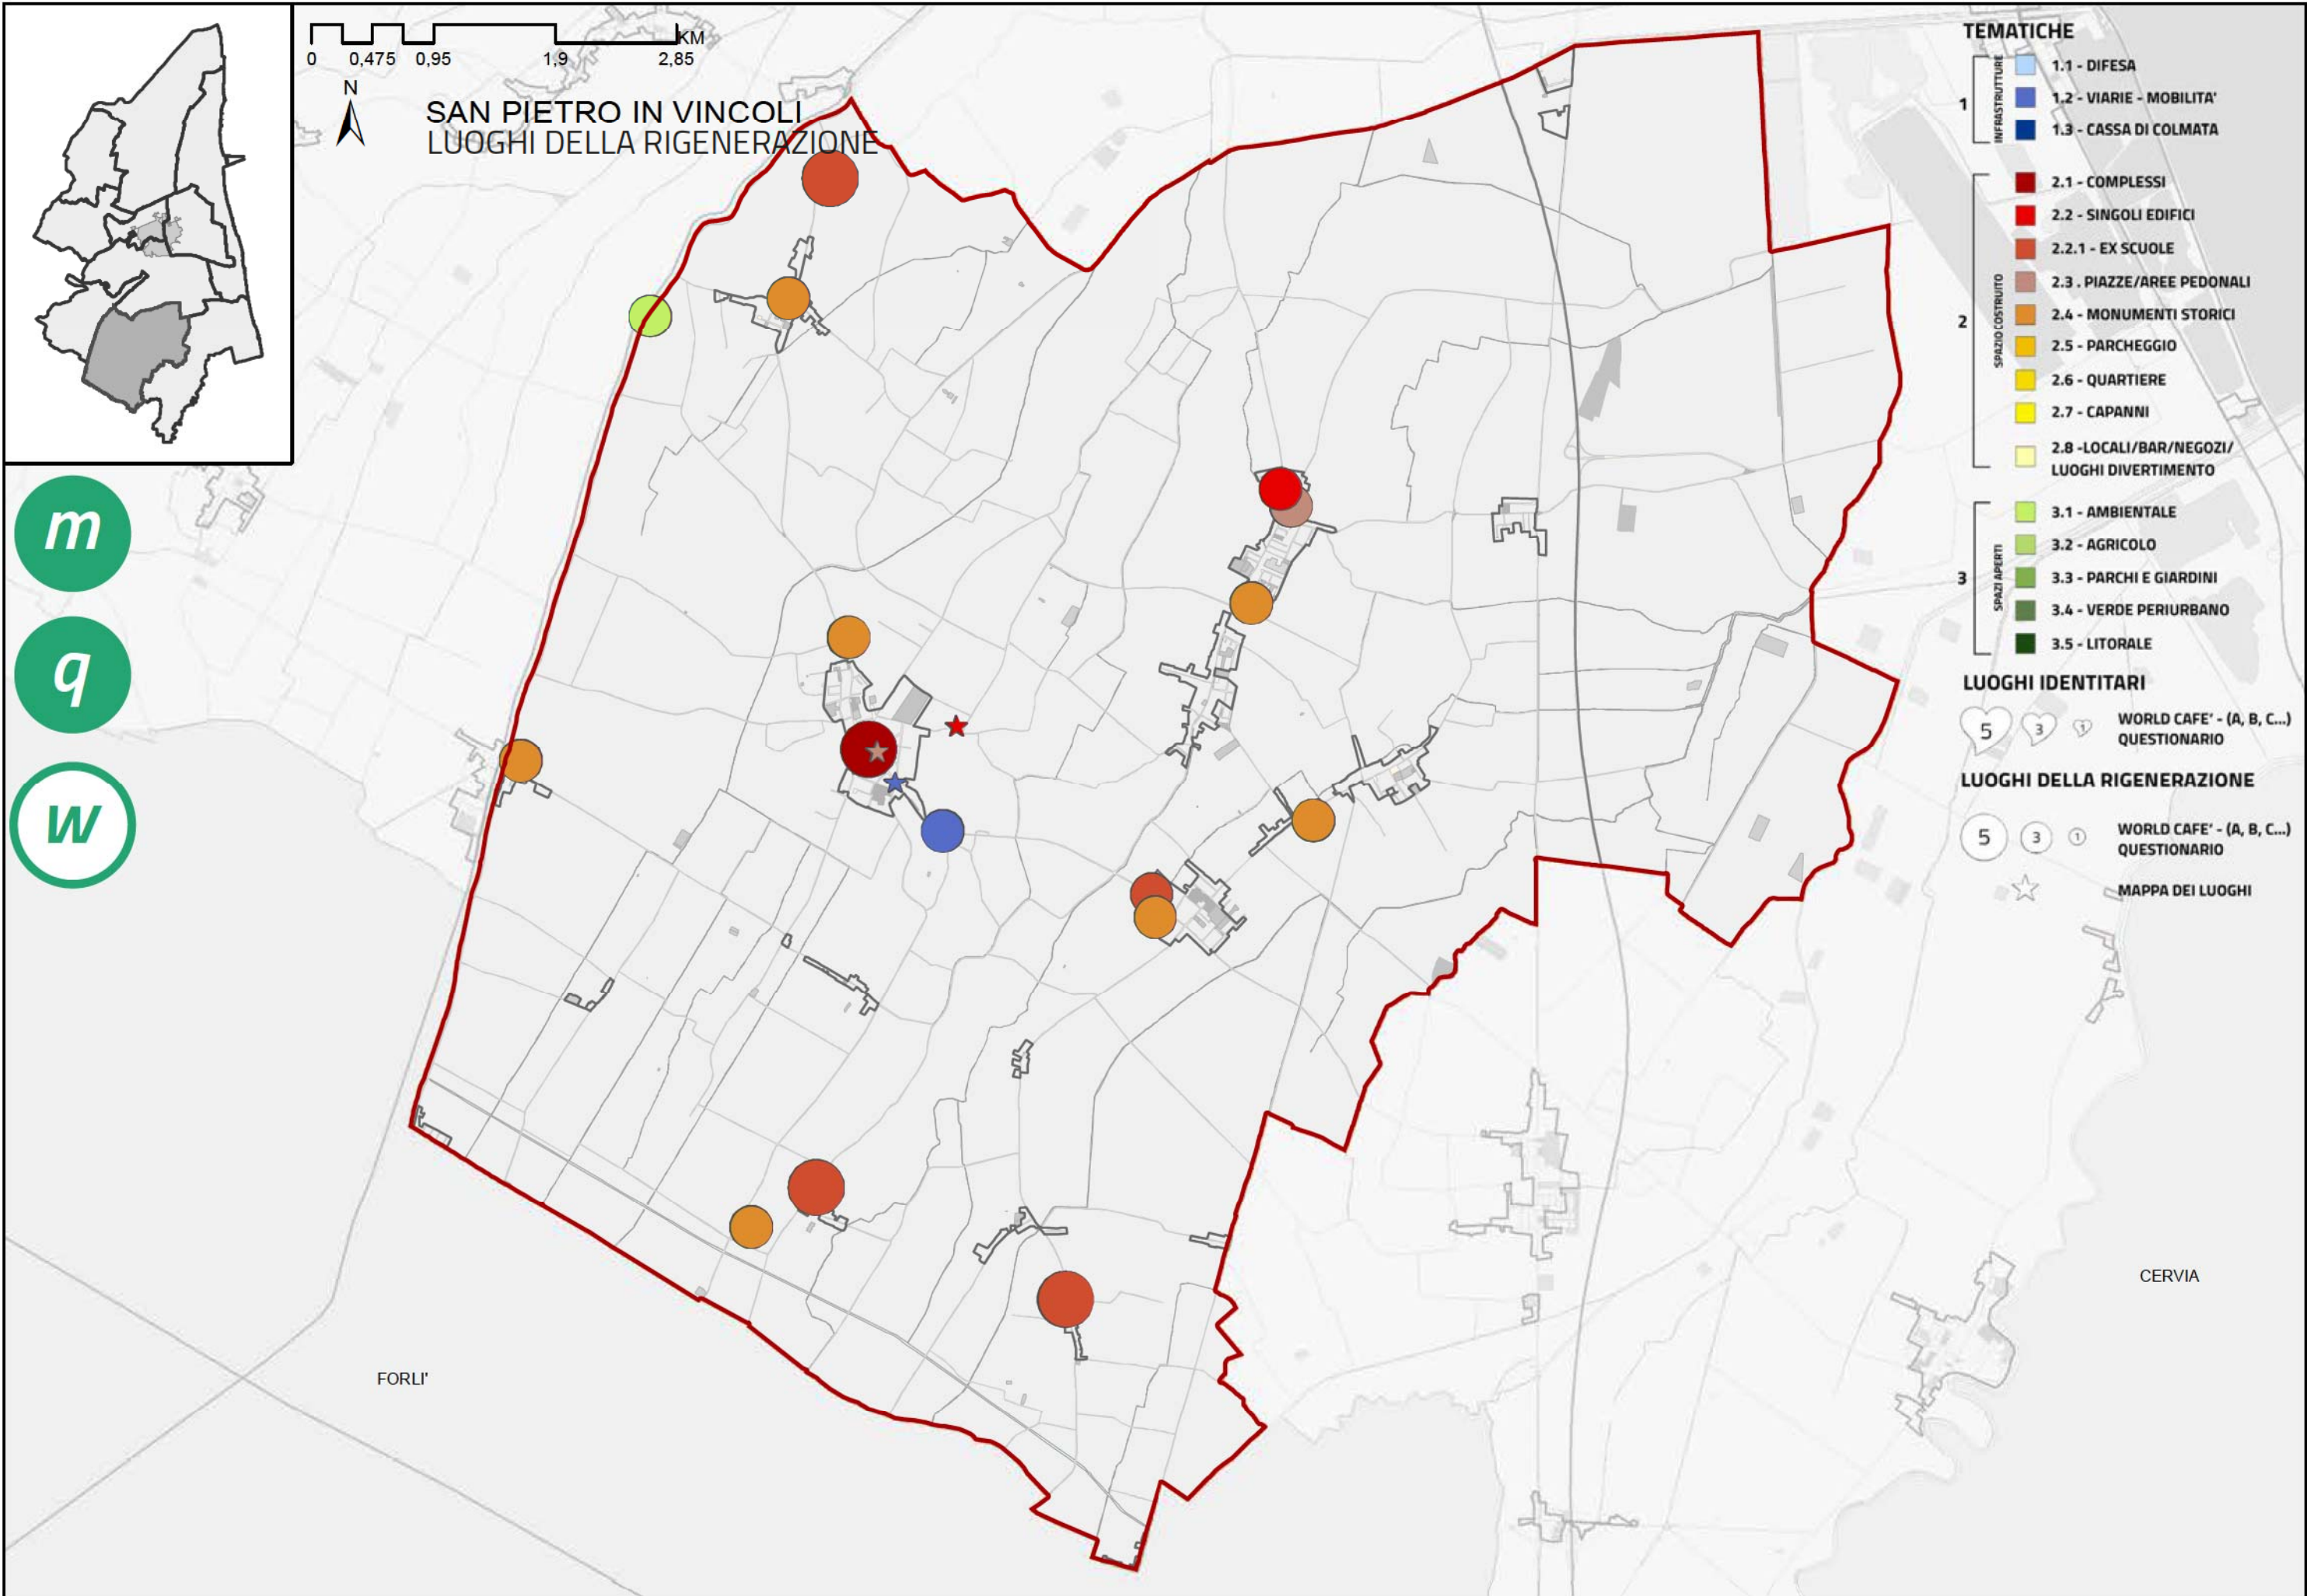 KM
0 0,475 0,95 1,9 2,85
N
SAN PIETRO IN VINCOLI
LUOGHI DELLA RIGENERAZIONE
m
q
w
FORLI'
CERVIA
TEMATICHE
1
INFRASTRUTTURE
1.1 - DIFESA
1.2 - VIARIE - MOBILITA'
1.3 - CASSA DI COLMATA
2
SPAZIO COSTRUITO
2.1 - COMPLESSI
2.2 - SINGOLI EDIFICI
2.2.1 - EX SCUOLE
2.3 . PIAZZE/AREE PEDONALI
2.4 - MONUMENTI STORICI
2.5 - PARCHEGGIO
2.6 - QUARTIERE
2.7 - CAPANNI
2.8 -LOCALI/BAR/NEGOZI/
LUOGHI DIVERTIMENTO
3
SPAZI APERTI
3.1 - AMBIENTALE
3.2 - AGRICOLO
3.3 - PARCHI E GIARDINI
3.4 - VERDE PERIURBANO
3.5 - LITORALE
LUOGHI IDENTITARI
5 3 1
WORLD CAFE' - (A, B, C...)
QUESTIONARIO
LUOGHI DELLA RIGENERAZIONE
5 3 1
WORLD CAFE' - (A, B, C...)
QUESTIONARIO
MAPPA DEI LUOGHI